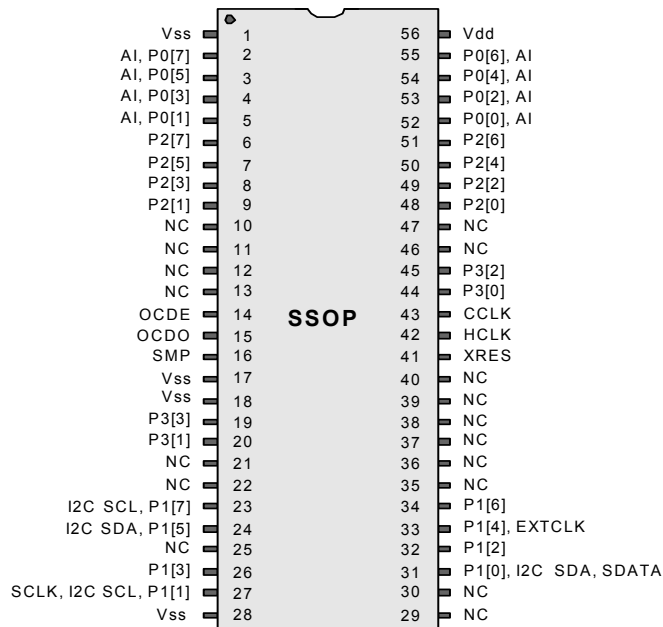 Vss 1 56 Vdd
AI, P0[7] 2 55 P0[6], AI
AI, P0[5] 3 54 P0[4], AI
AI, P0[3] 4 53 P0[2], AI
AI, P0[1] 5 52 P0[0], AI
P2[7] 6 51 P2[6]
P2[5] 7 50 P2[4]
P2[3] 8 49 P2[2]
P2[1] 9 48 P2[0]
NC 10 47 NC
NC 11 46 NC
NC 12 45 P3[2]
NC 13 44 P3[0]
OCDE 14 SSOP 43 CCLK
OCDO 15 42 HCLK
SMP 16 41 XRES
Vss 17 40 NC
Vss 18 39 NC
P3[3] 19 38 NC
P3[1] 20 37 NC
NC 21 36 NC
NC 22 35 NC
I2C SCL, P1[7] 23 34 P1[6]
I2C SDA, P1[5] 24 33 P1[4], EXTCLK
NC 25 32 P1[2]
P1[3] 26 31 P1[0], I2C SDA, SDATA
SCLK, I2C SCL, P1[1] 27 30 NC
Vss 28 29 NC